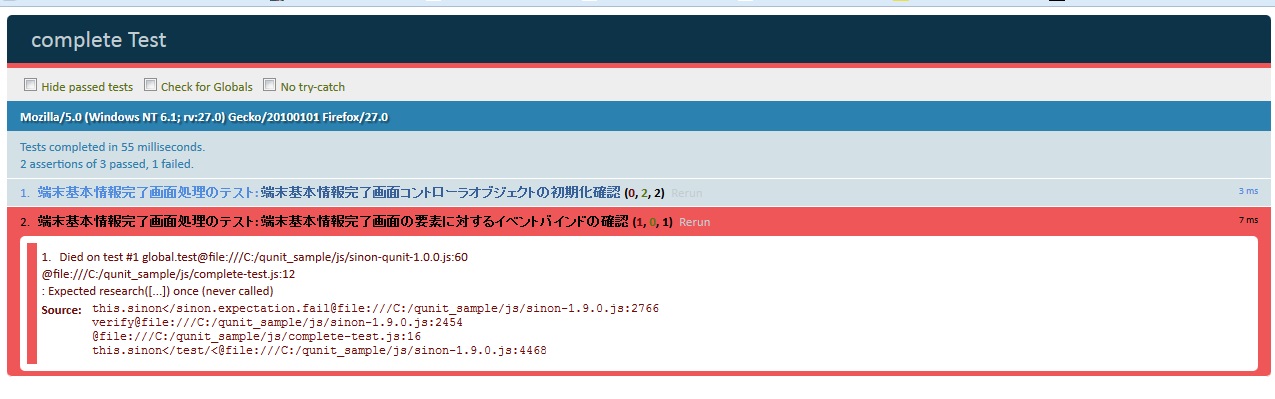 complete Test
Hide passed tests Check for Globals No try-catch
Mozilla/5.0 (Windows NT 6.1; rv:27.0) Gecko/20100101 Firefox/27.0
Tests completed in 55 milliseconds.
2 assertions of 3 passed, 1 failed.
1. 端末基本情報完了画面処理のテスト: 端末基本情報完了画面コントローラオブジェクトの初期化確認 (0, 2, 2) Rerun 3 ms
2. 端末基本情報完了画面処理のテスト: 端末基本情報完了画面の要素に対するイベントバインドの確認 (1, 0, 1) Rerun 7 ms
1. Died on test #1 global.test@file:///C:/qunit_sample/js/sinon-qunit-1.0.0.js:60
@file:///C:/qunit_sample/js/complete-test.js:12
: Expected research([...]) once (never called)
Source: this.sinon</sinon.expectation.fail@file:///C:/qunit_sample/js/sinon-1.9.0.js:2766
verify@file:///C:/qunit_sample/js/sinon-1.9.0.js:2454
@file:///C:/qunit_sample/js/complete-test.js:16
this.sinon</test/<@file:///C:/qunit_sample/js/sinon-1.9.0.js:4468